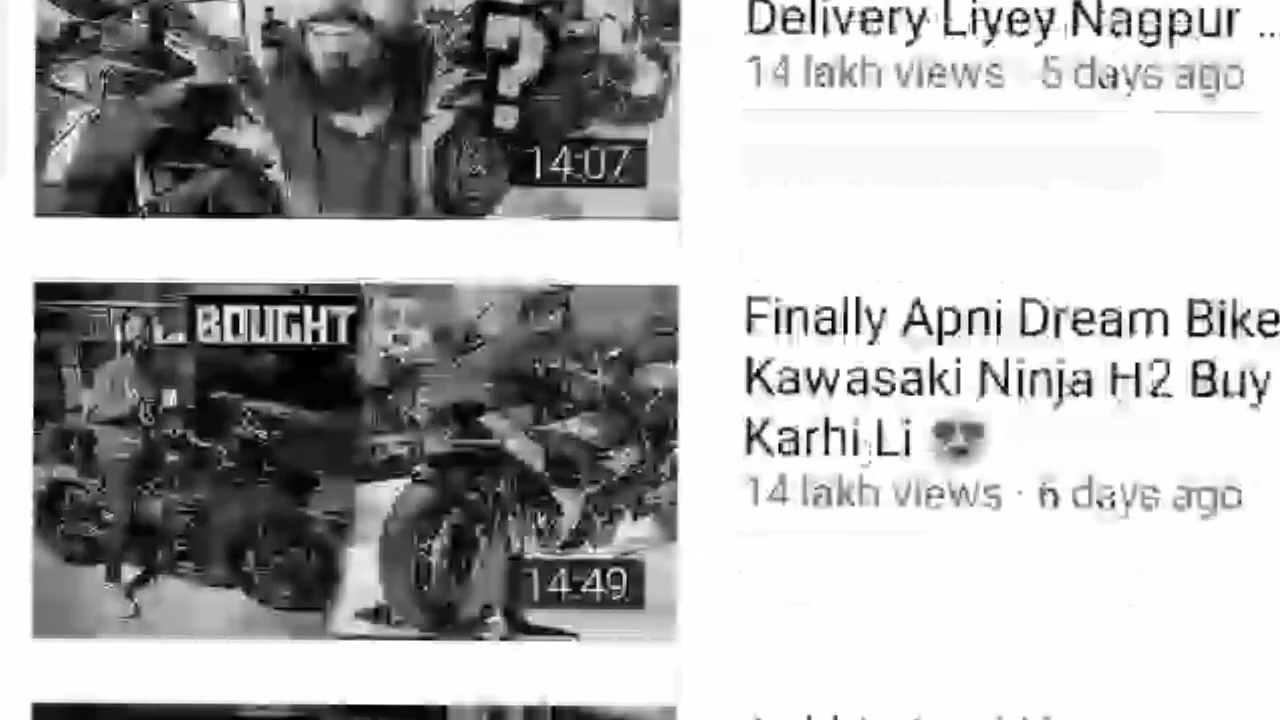 Delivery Liyey Nagpur ...
14 lakh views · 5 days ago
?
14:07
BOUGHT
Finally Apni Dream Bike
Kawasaki Ninja H2 Buy
Karhi Li 😎
14 lakh views · 6 days ago
14:49